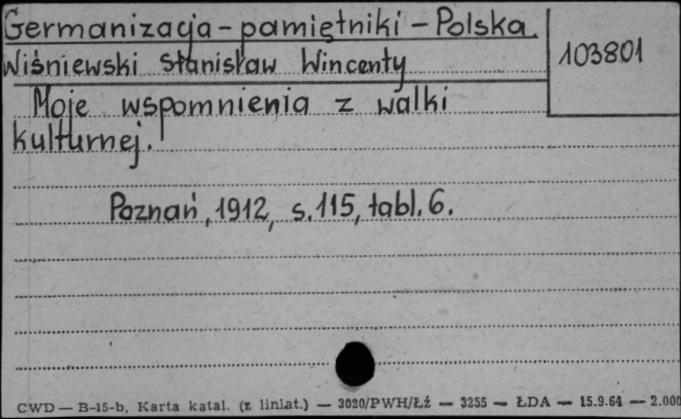 Germanizacja - pamiętniki - Polska.
103801
Wiśniewski Stanisław Wincenty
Moje wspomnienia z walki
kulturnej.
Poznań, 1912, s. 115, tabl. 6.
CWD — B-15-b, Karta katal. (z liniat.) — 3020/PWH/Łż — 3255 — ŁDA — 15.9.64 — 2.000